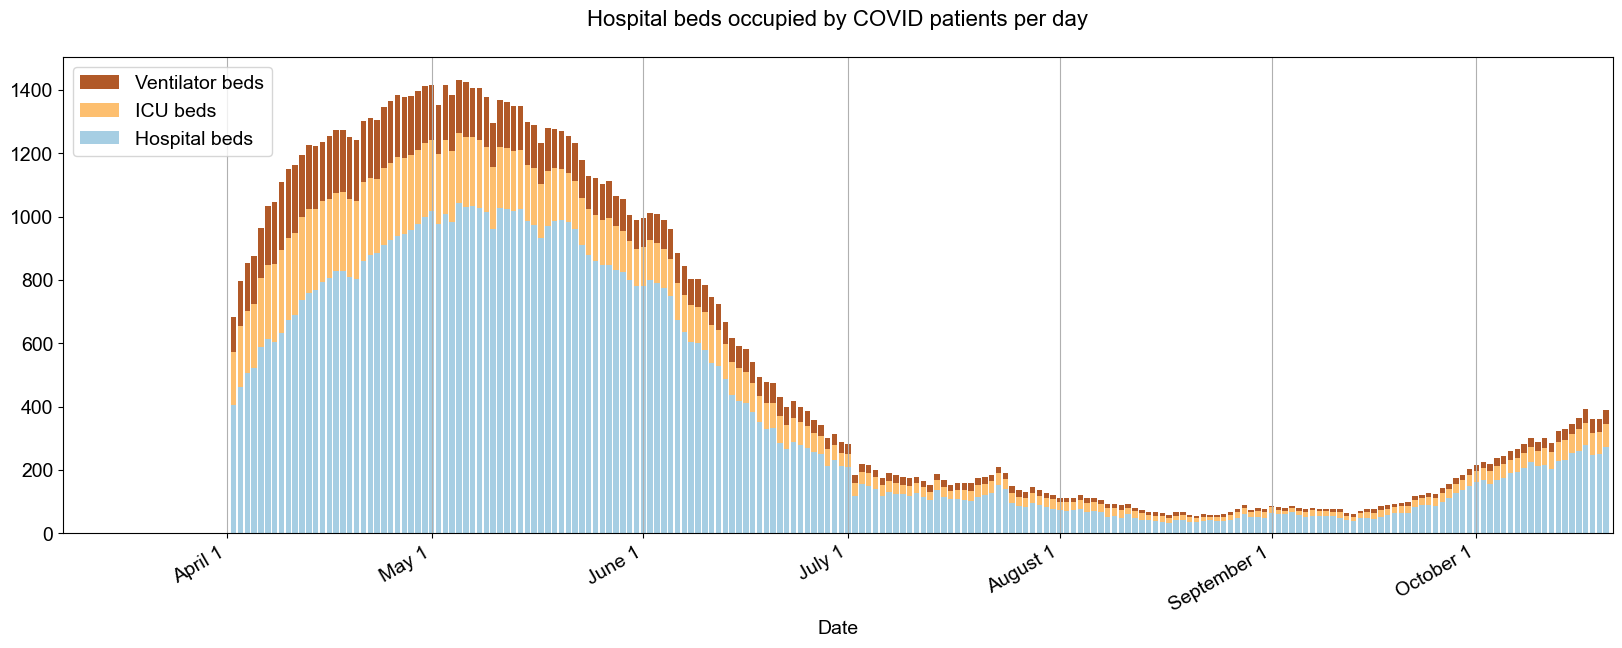 Hospital beds occupied by COVID patients per day
Ventilator beds
ICU beds
Hospital beds
1400
1200
1000
800
600
400
200
0
April 1
May 1
June 1
July 1
August 1
September 1
October 1
Date